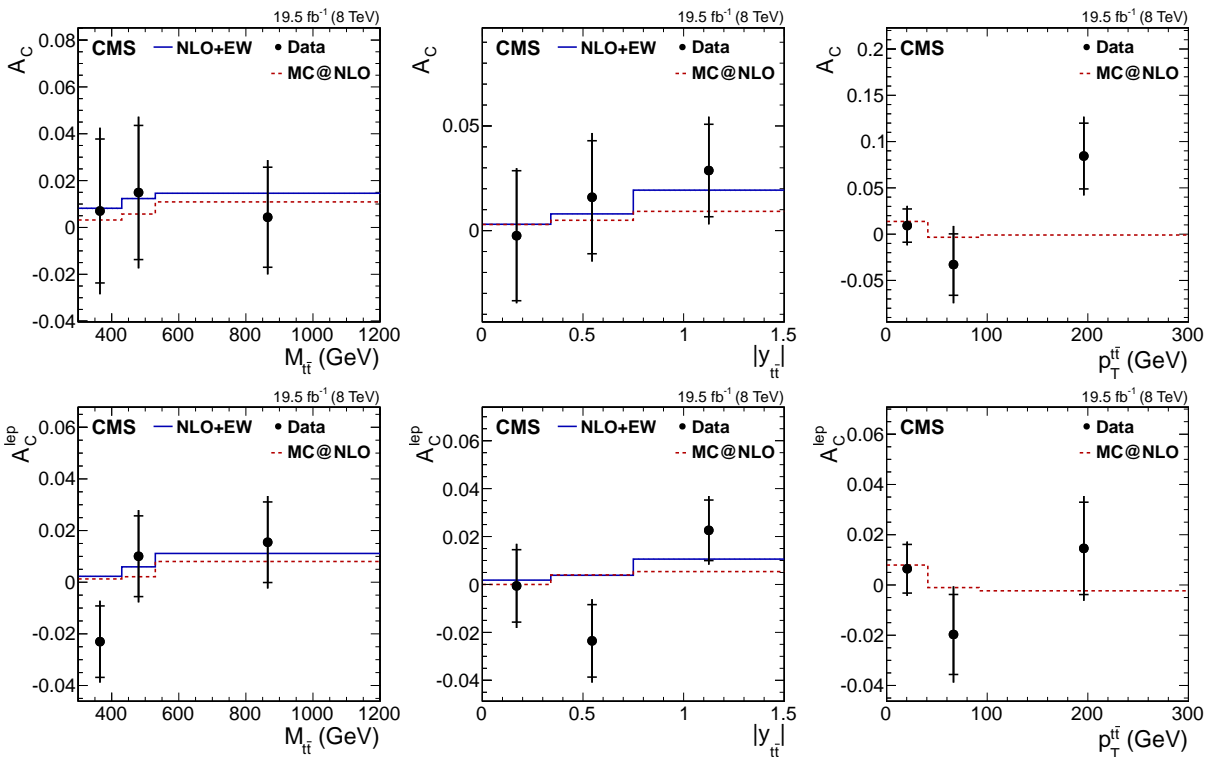 19.5 fb-1 (8 TeV)
A_C
CMS
NLO+EW
Data
MC@NLO
0.08
0.06
0.04
0.02
0
-0.02
-0.04
400 600 800 1000 1200
M_tt̄ (GeV)
19.5 fb-1 (8 TeV)
A_C
CMS
NLO+EW
Data
MC@NLO
0.05
0
0 0.5 1 1.5
|y_tt̄|
19.5 fb-1 (8 TeV)
A_C
CMS
Data
MC@NLO
0.2
0.15
0.1
0.05
0
-0.05
0 100 200 300
p_T^tt̄ (GeV)
19.5 fb-1 (8 TeV)
A_C^lep
CMS
NLO+EW
Data
MC@NLO
0.06
0.04
0.02
0
-0.02
-0.04
400 600 800 1000 1200
M_tt̄ (GeV)
19.5 fb-1 (8 TeV)
A_C^lep
CMS
NLO+EW
Data
MC@NLO
0.06
0.04
0.02
0
-0.02
-0.04
0 0.5 1 1.5
|y_tt̄|
19.5 fb-1 (8 TeV)
A_C^lep
CMS
Data
MC@NLO
0.06
0.04
0.02
0
-0.02
-0.04
0 100 200 300
p_T^tt̄ (GeV)